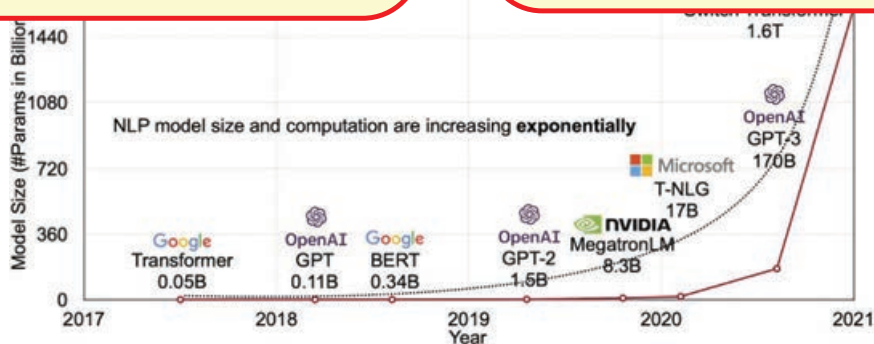 Switch Transformer
1.6T
1440
1080
720
360
0
Model Size (#Params in Billion
NLP model size and computation are increasing exponentially
OpenAI
GPT-3
170B
Microsoft
T-NLG
17B
NVIDIA
MegatronLM
8.3B
OpenAI
GPT-2
1.5B
Google
BERT
0.34B
OpenAI
GPT
0.11B
Google
Transformer
0.05B
2017 2018 2019 2020 2021
Year